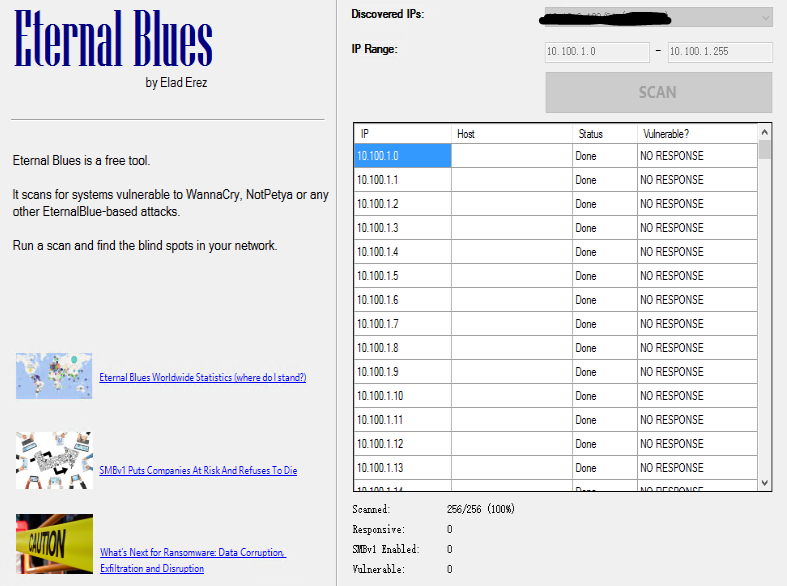 Eternal Blues
by Elad Erez
Eternal Blues is a free tool.
It scans for systems vulnerable to WannaCry, NotPetya or any
other EternalBlue-based attacks.
Run a scan and find the blind spots in your network.
Eternal Blues Worldwide Statistics (where do I stand?)
SMBv1 Puts Companies At Risk And Refuses To Die
CAUTION
What's Next for Ransomware: Data Corruption,
Exfiltration and Disruption
Discovered IPs:
IP Range: 10.100.1.0 - 10.100.1.255
SCAN
IP Host Status Vulnerable?
10.100.1.0 Done NO RESPONSE
10.100.1.1 Done NO RESPONSE
10.100.1.2 Done NO RESPONSE
10.100.1.3 Done NO RESPONSE
10.100.1.4 Done NO RESPONSE
10.100.1.5 Done NO RESPONSE
10.100.1.6 Done NO RESPONSE
10.100.1.7 Done NO RESPONSE
10.100.1.8 Done NO RESPONSE
10.100.1.9 Done NO RESPONSE
10.100.1.10 Done NO RESPONSE
10.100.1.11 Done NO RESPONSE
10.100.1.12 Done NO RESPONSE
10.100.1.13 Done NO RESPONSE
10.100.1.14 Done NO RESPONSE
Scanned: 256/256 (100%)
Responsive: 0
SMBv1 Enabled: 0
Vulnerable: 0